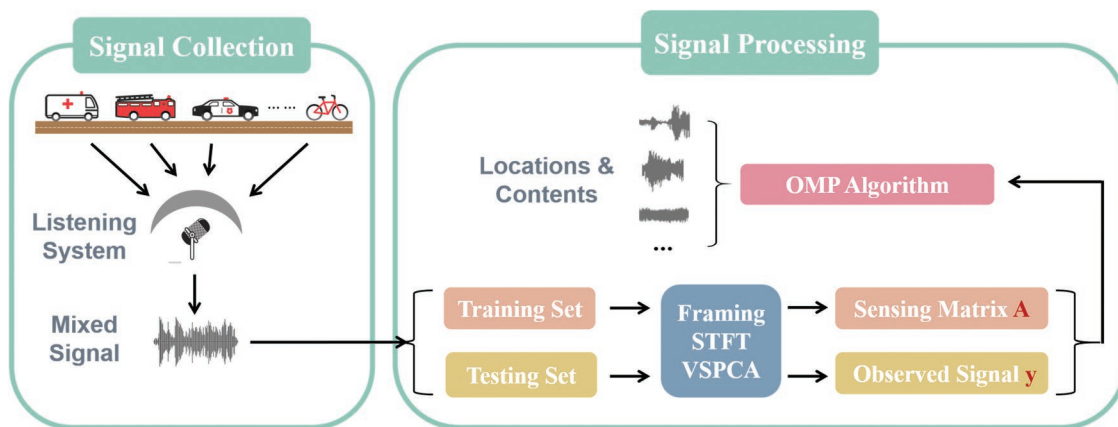 Signal Collection
Signal Processing
... ...
Listening
System
Mixed
Signal
Locations &
Contents
...
OMP Algorithm
Training Set
Framing
STFT
VSPCA
Sensing Matrix A
Testing Set
Observed Signal y